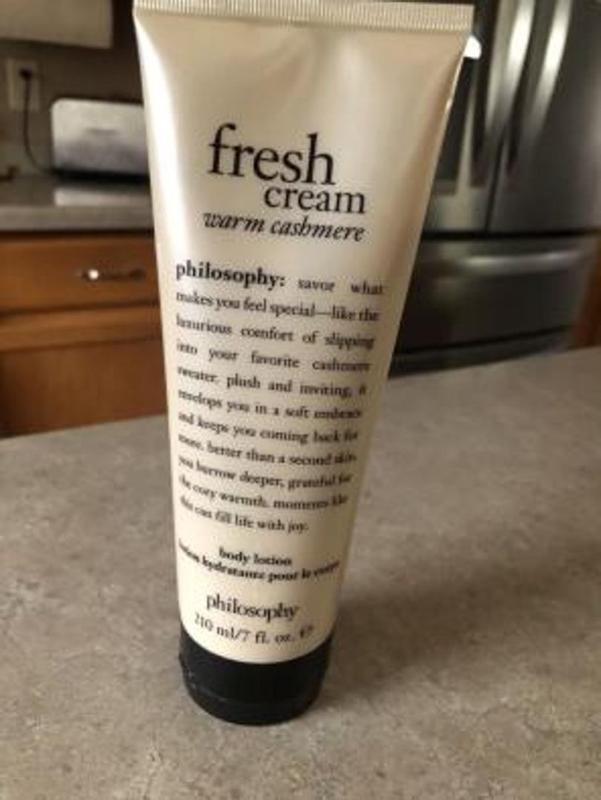 fresh
cream
warm cashmere
philosophy: savor what
makes you feel special—like the
luxurious comfort of slipping
into your favorite cashmere
sweater. plush and inviting, it
envelops you in a soft embrace
and keeps you coming back for
more. better than a second skin,
you burrow deeper, grateful for
the cozy warmth. moments like
this can fill life with joy.
body lotion
lotion hydratante pour le corps
philosophy
210 ml/7 fl. oz. e